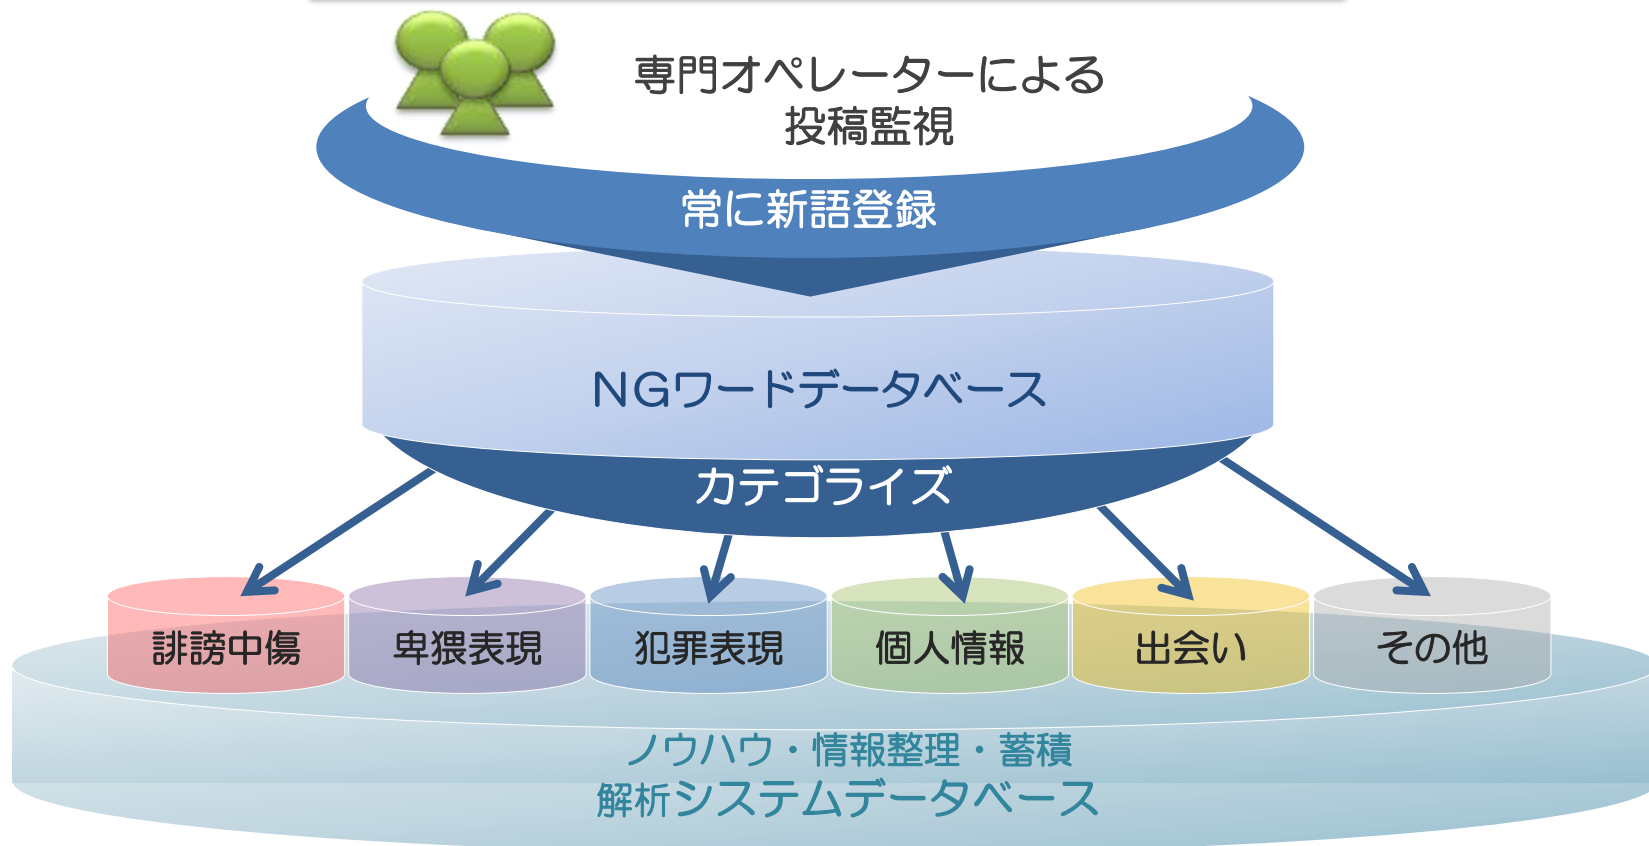 専門オペレーターによる
投稿監視
常に新語登録
NGワードデータベース
カテゴライズ
誹謗中傷
卑猥表現
犯罪表現
個人情報
出会い
その他
ノウハウ・情報整理・蓄積
解析システムデータベース